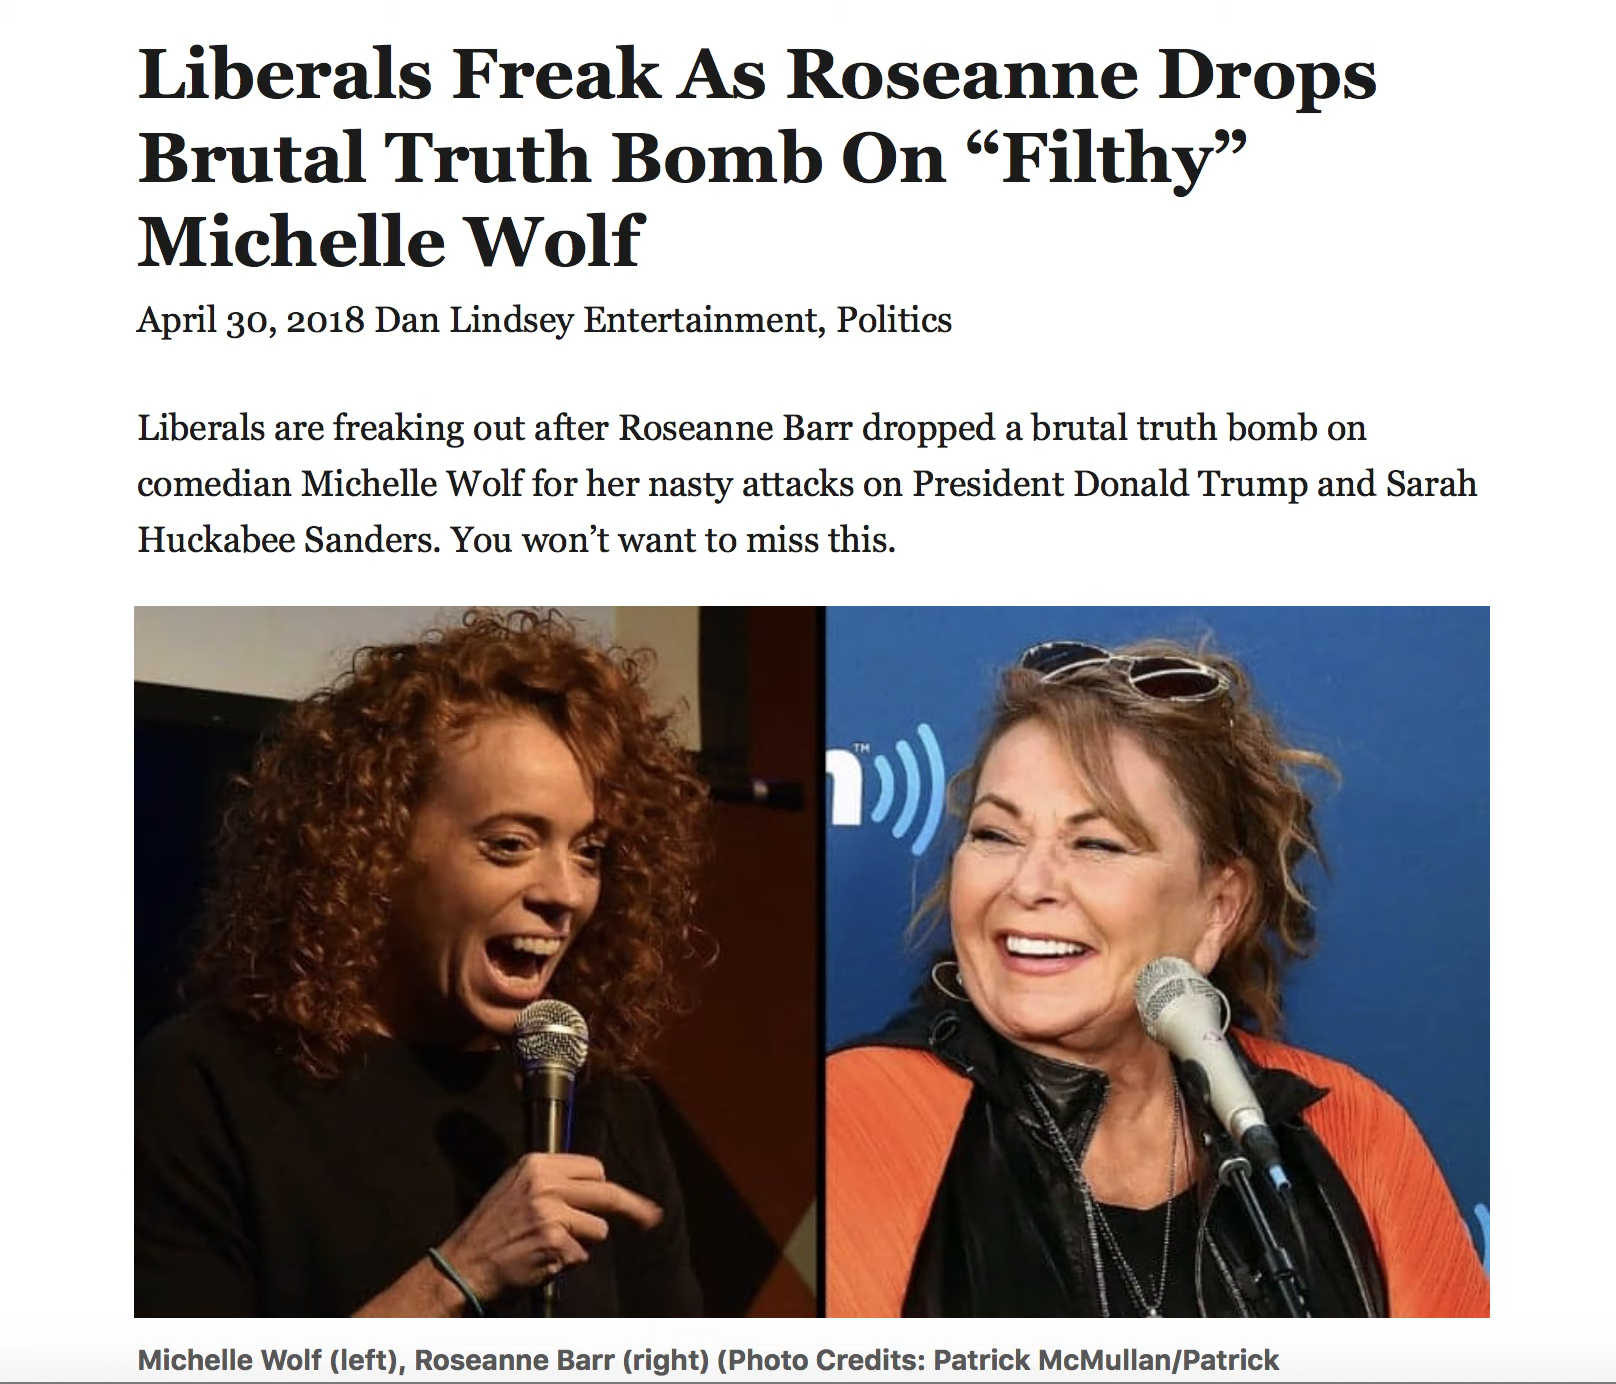 Liberals Freak As Roseanne Drops
Brutal Truth Bomb On “Filthy”
Michelle Wolf
April 30, 2018 Dan Lindsey Entertainment, Politics
Liberals are freaking out after Roseanne Barr dropped a brutal truth bomb on
comedian Michelle Wolf for her nasty attacks on President Donald Trump and Sarah
Huckabee Sanders. You won’t want to miss this.
TM
Michelle Wolf (left), Roseanne Barr (right) (Photo Credits: Patrick McMullan/Patrick